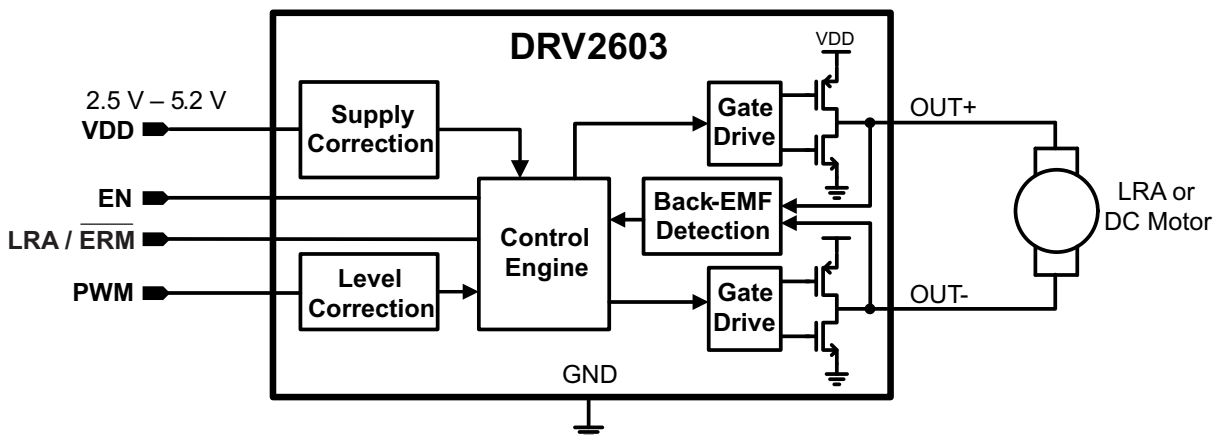 DRV2603
VDD
2.5 V – 5.2 V
VDD
Supply
Correction
Gate
Drive
OUT+
EN
Back-EMF
Detection
LRA or
DC Motor
LRA / ERM
Control
Engine
PWM
Level
Correction
Gate
Drive
OUT-
GND